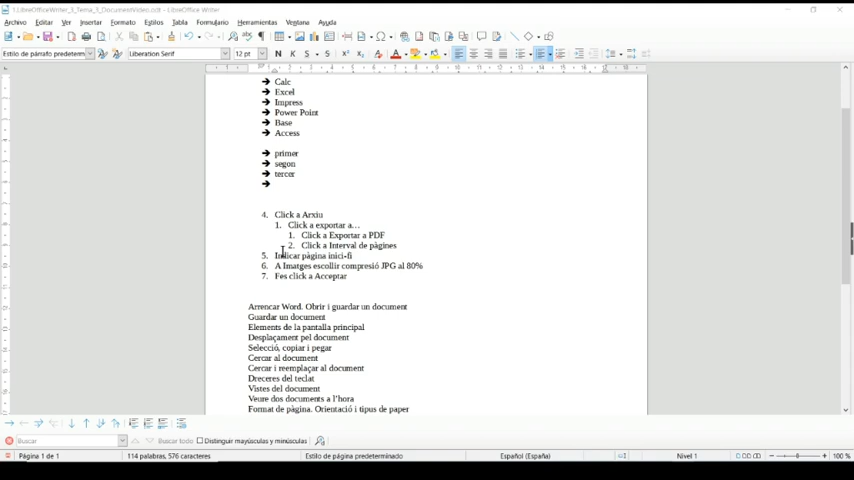 12LibreOfficeWriter_3_Tema_3_DocumentVideo.odt - LibreOffice Writer
Archivo Editar Ver Insertar Formato Estilos Tabla Formulario Herramientas Ventana Ayuda
Estilo de párrafo predeterm Liberation Serif 12 pt N K S
→ Calc
→ Excel
→ Impress
→ Power Point
→ Base
→ Access
→ primer
→ segon
→ tercer
→
4. Click a Arxiu
1. Click a exportar a…
1. Click a Exportar a PDF
2. Click a Interval de pàgines
5. Indicar pàgina inici-fi
6. A Imatges escollir compresió JPG al 80%
7. Fes click a Acceptar
Arrencar Word. Obrir i guardar un document
Guardar un document
Elements de la pantalla principal
Desplaçament pel document
Selecció, copiar i pegar
Cercar al document
Cercar i reemplaçar al document
Dreceres del teclat
Vistes del document
Veure dos documents a l'hora
Format de pàgina. Orientació i tipus de paper
Buscar Buscar todo Distinguir mayúsculas y minúsculas
Página 1 de 1 114 palabras, 576 caracteres Estilo de página predeterminado Español (España) Nivel 1 100 %